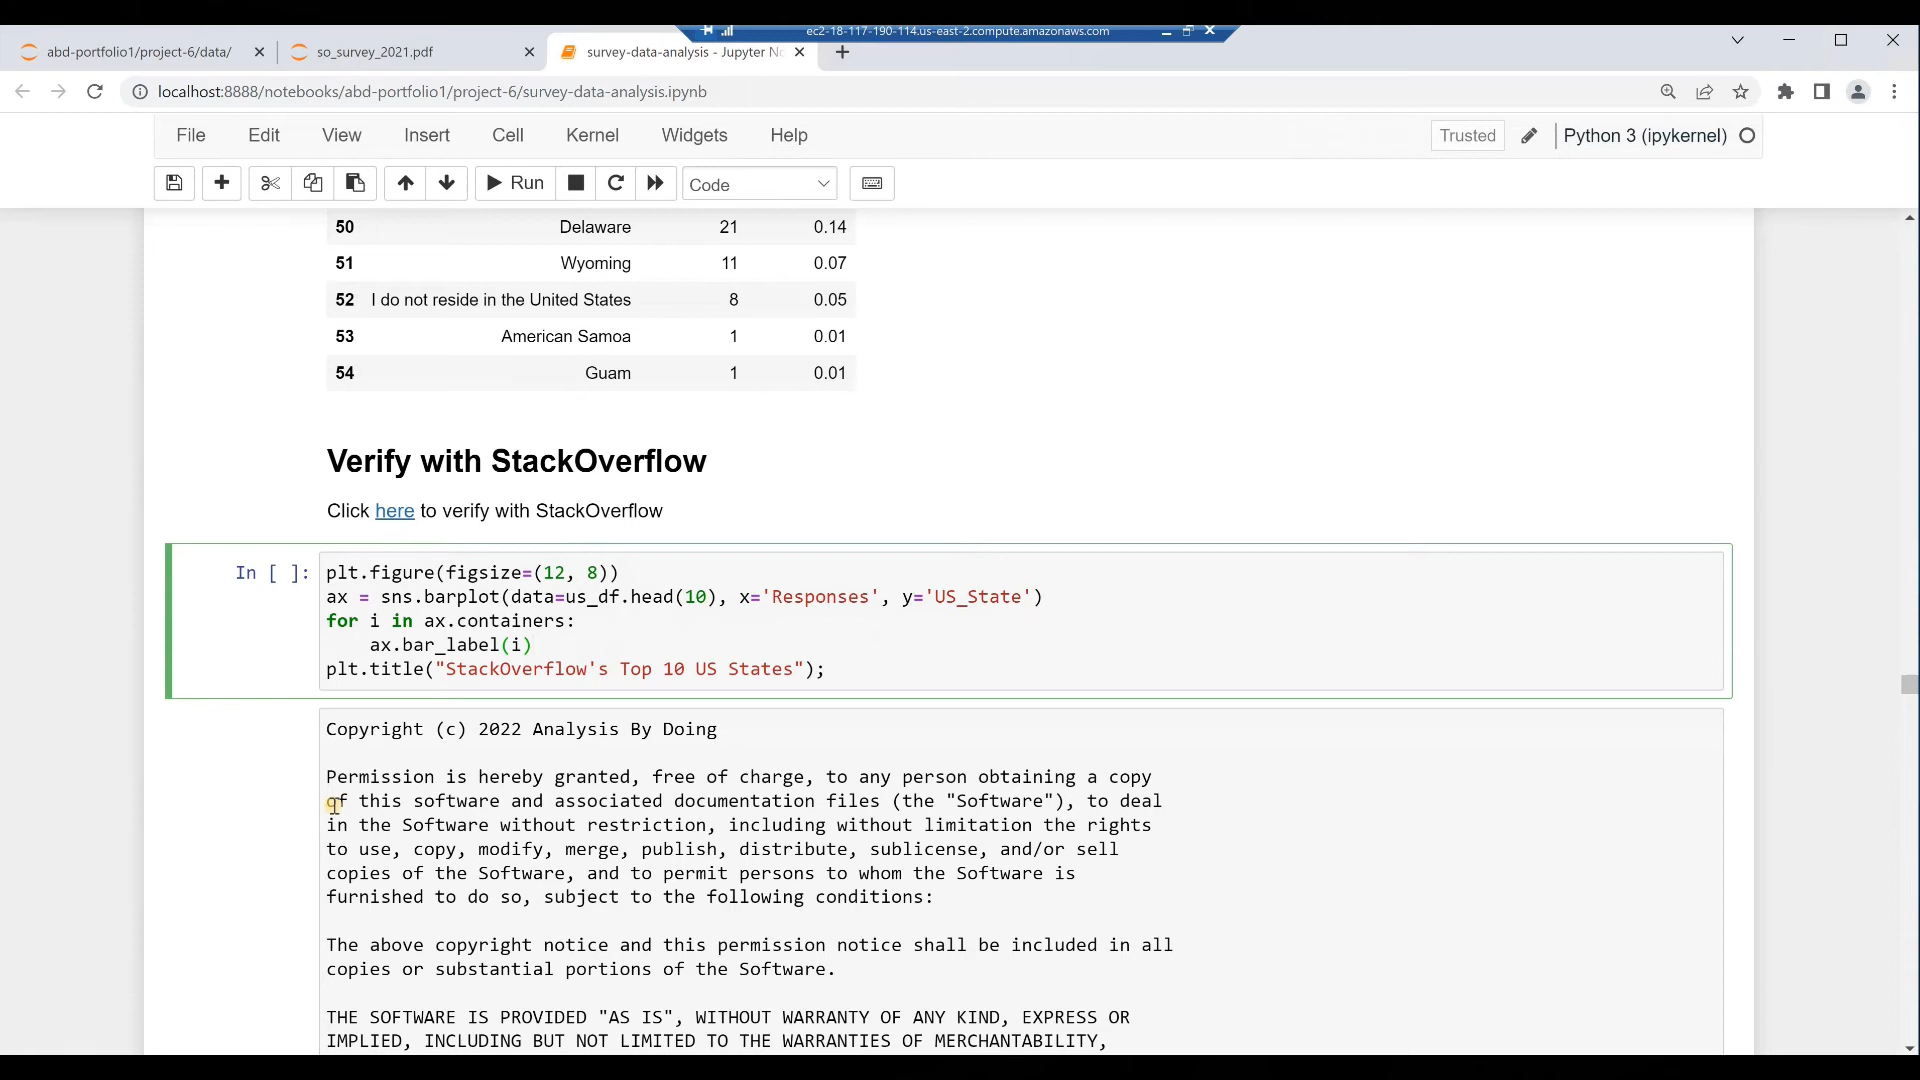 ec2-18-117-190-114.us-east-2.compute.amazonaws.com
abd-portfolio1/project-6/data/
so_survey_2021.pdf
survey-data-analysis - Jupyter No
localhost:8888/notebooks/abd-portfolio1/project-6/survey-data-analysis.ipynb
File Edit View Insert Cell Kernel Widgets Help Trusted Python 3 (ipykernel)
Run Code
50 Delaware 21 0.14
51 Wyoming 11 0.07
52 I do not reside in the United States 8 0.05
53 American Samoa 1 0.01
54 Guam 1 0.01
Verify with StackOverflow
Click here to verify with StackOverflow
In [ ]: plt.figure(figsize=(12, 8))
ax = sns.barplot(data=us_df.head(10), x='Responses', y='US_State')
for i in ax.containers:
    ax.bar_label(i)
plt.title("StackOverflow's Top 10 US States");
Copyright (c) 2022 Analysis By Doing
Permission is hereby granted, free of charge, to any person obtaining a copy
of this software and associated documentation files (the "Software"), to deal
in the Software without restriction, including without limitation the rights
to use, copy, modify, merge, publish, distribute, sublicense, and/or sell
copies of the Software, and to permit persons to whom the Software is
furnished to do so, subject to the following conditions:
The above copyright notice and this permission notice shall be included in all
copies or substantial portions of the Software.
THE SOFTWARE IS PROVIDED "AS IS", WITHOUT WARRANTY OF ANY KIND, EXPRESS OR
IMPLIED, INCLUDING BUT NOT LIMITED TO THE WARRANTIES OF MERCHANTABILITY,